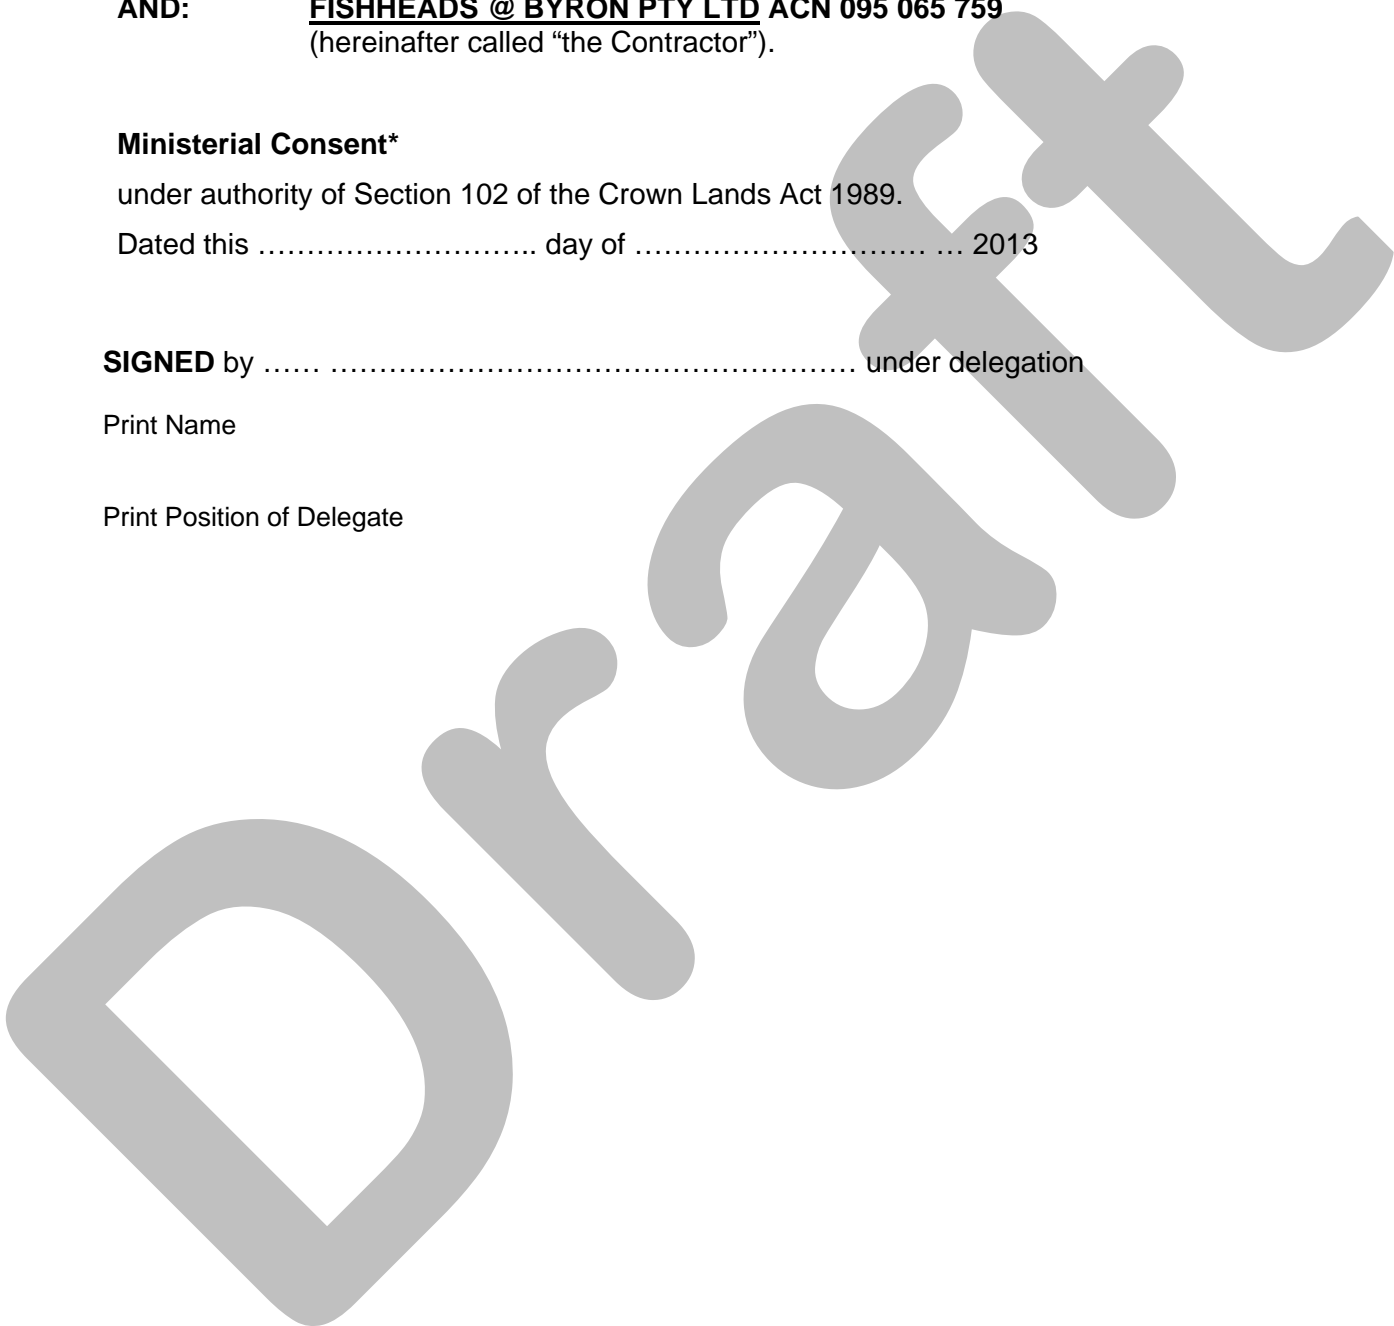 AND: FISHHEADS @ BYRON PTY LTD ACN 095 065 759
(hereinafter called “the Contractor”).
Ministerial Consent*
under authority of Section 102 of the Crown Lands Act 1989.
Dated this ……………………….. day of ………………………… … 2013
SIGNED by …… ……………………………………………… under delegation
Print Name
Print Position of Delegate
Draft